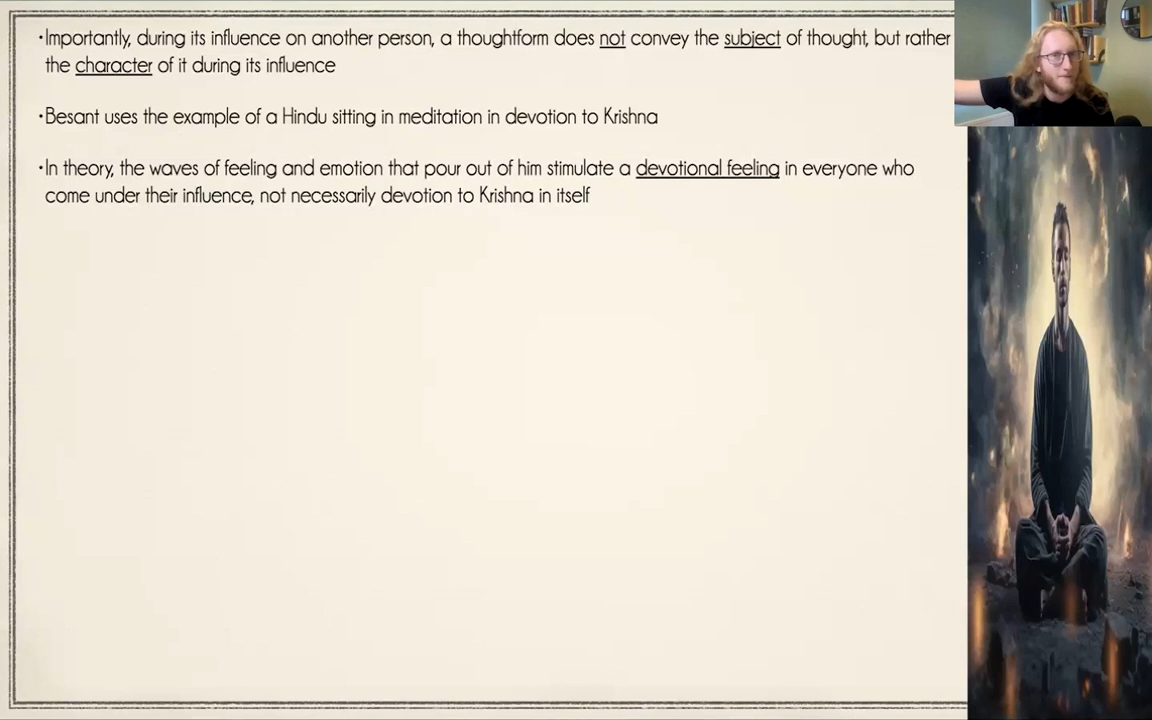 •Importantly, during its influence on another person, a thoughtform does not convey the subject of thought, but rather
the character of it during its influence
•Besant uses the example of a Hindu sitting in meditation in devotion to Krishna
•In theory, the waves of feeling and emotion that pour out of him stimulate a devotional feeling in everyone who
come under their influence, not necessarily devotion to Krishna in itself